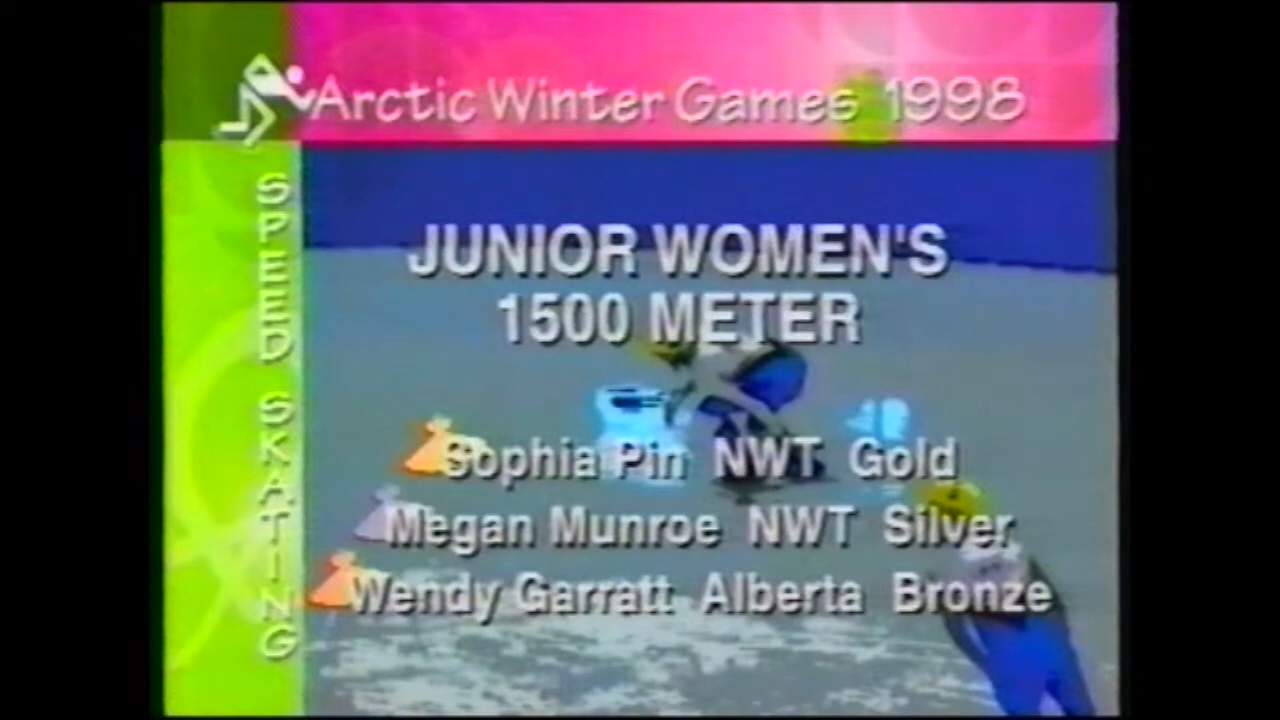 Arctic Winter Games 1998
SPEED SKATING
JUNIOR WOMEN'S
1500 METER
Sophia Pin NWT Gold
Megan Munroe NWT Silver
Wendy Garratt Alberta Bronze